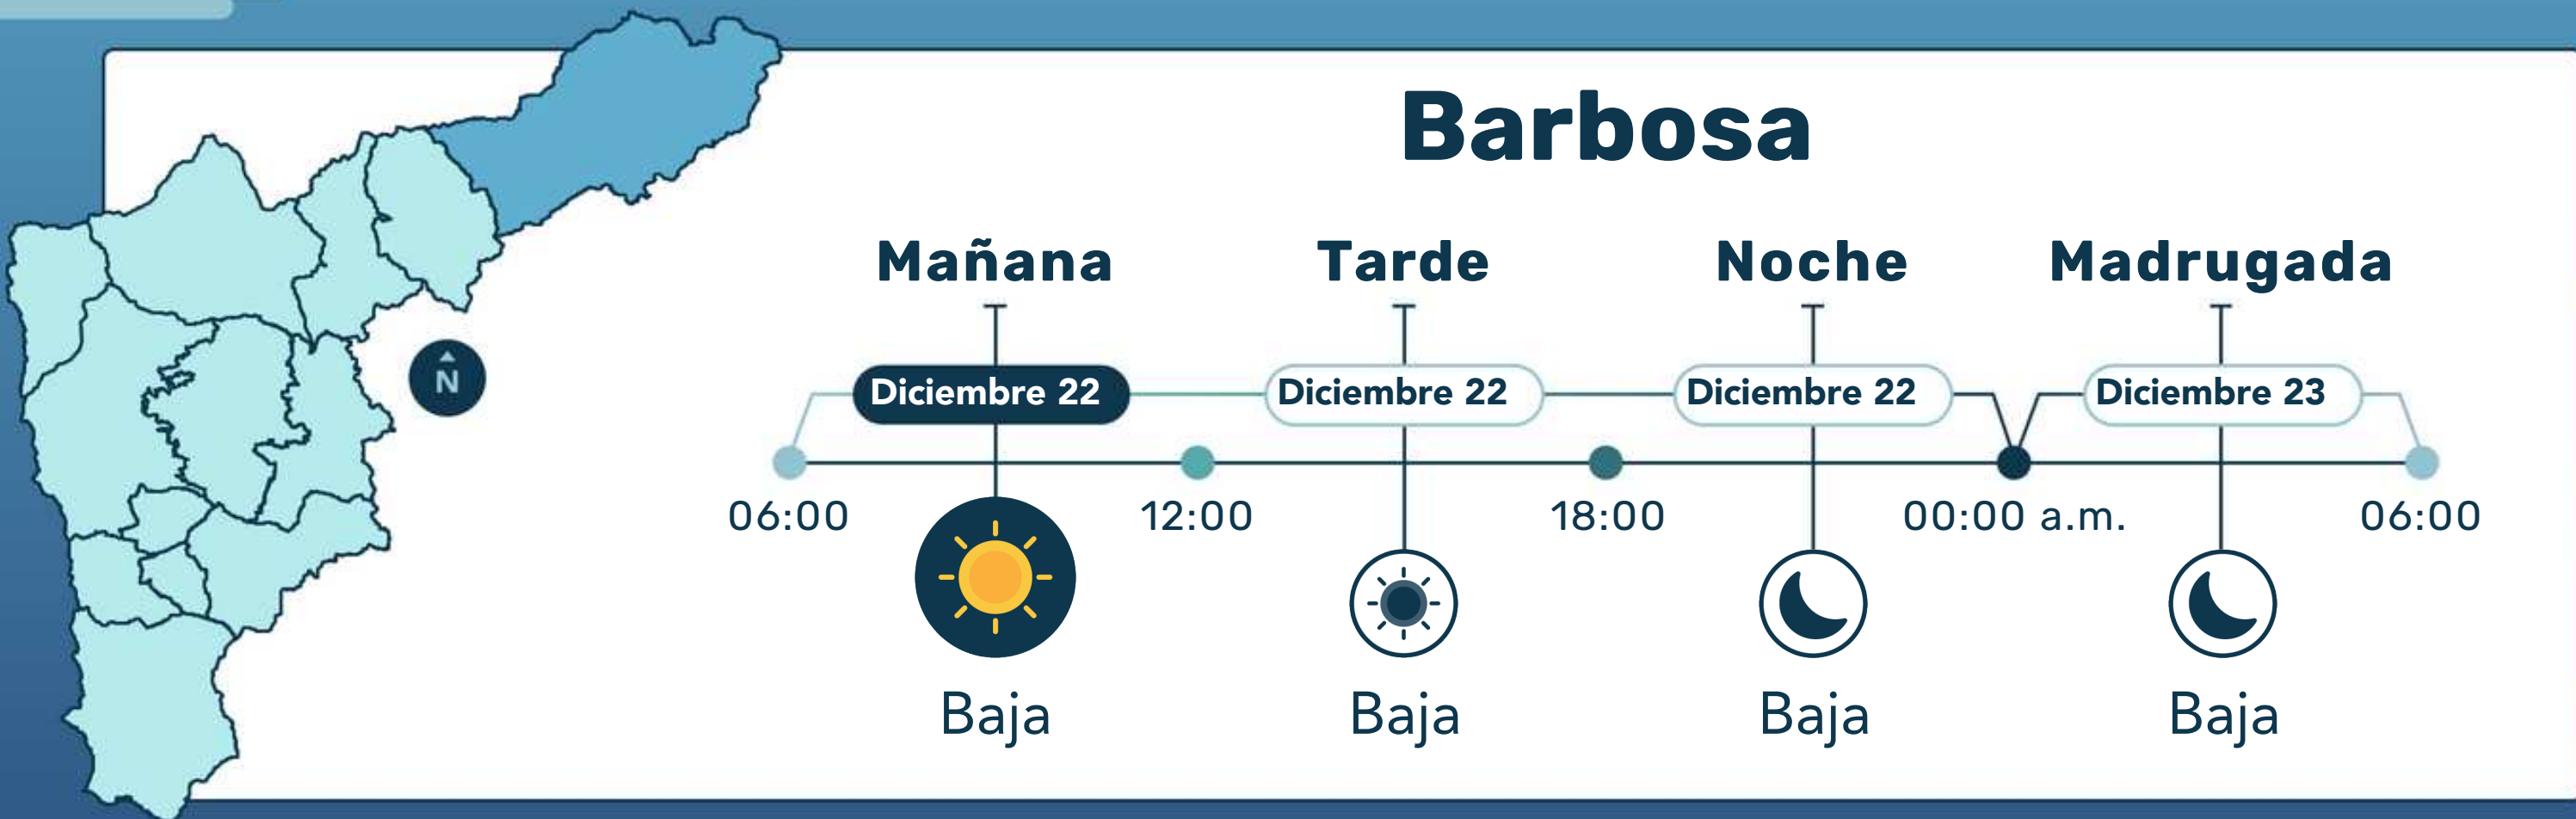 Barbosa
Mañana Tarde Noche Madrugada
Diciembre 22 Diciembre 22 Diciembre 22 Diciembre 23
N
06:00 12:00 18:00 00:00 a.m. 06:00
Baja Baja Baja Baja